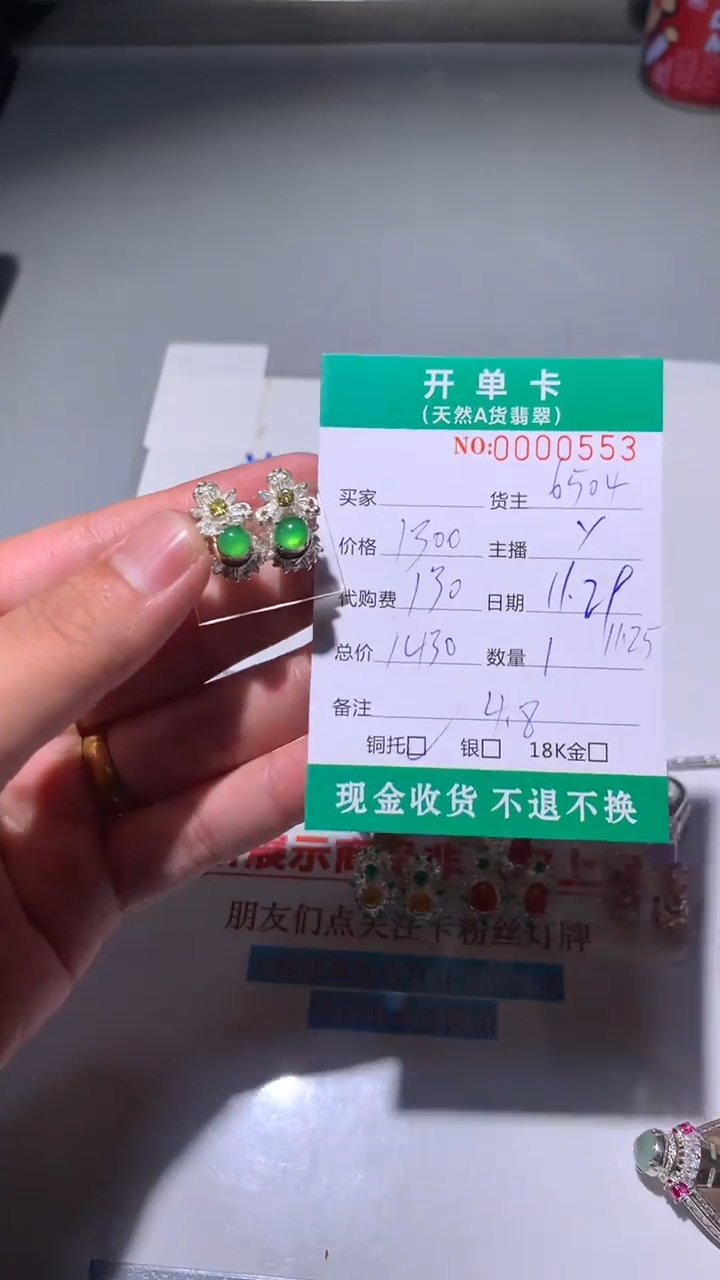 开单卡
(天然A货翡翠)
NO:0000553
买家 货主 6504
价格 1300 主播 Y
代购费 130 日期 11.29
11.25
总价 1430 数量 1
备注 4.8
铜托□✓ 银□ 18K金□
现金收货 不退不换
朋友们点关注卡粉丝灯牌